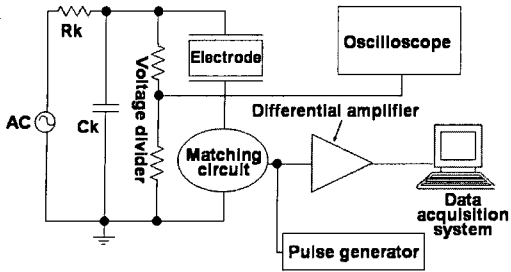 Rk
Electrode
Oscilloscope
Voltage divider
Differential amplifier
AC
Ck
Matching
circuit
Data
acquisition
system
Pulse generator